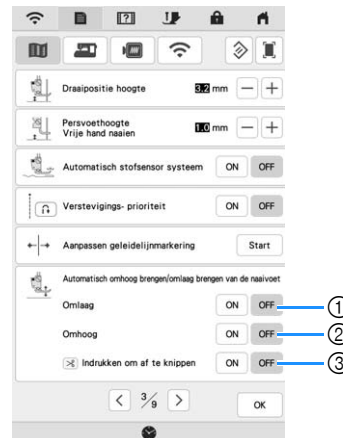 Draaipositie hoogte 3.2 mm − +
Persvoethoogte
Vrije hand naaien 1.0 mm − +
Automatisch stofsensor systeem ON OFF
Verstevigings- prioriteit ON OFF
Aanpassen geleidelijnmarkering Start
Automatisch omhoog brengen/omlaag brengen van de naaivoet
Omlaag ON OFF ①
Omhoog ON OFF ②
Indrukken om af te knippen ON OFF ③
< 3/9 > OK